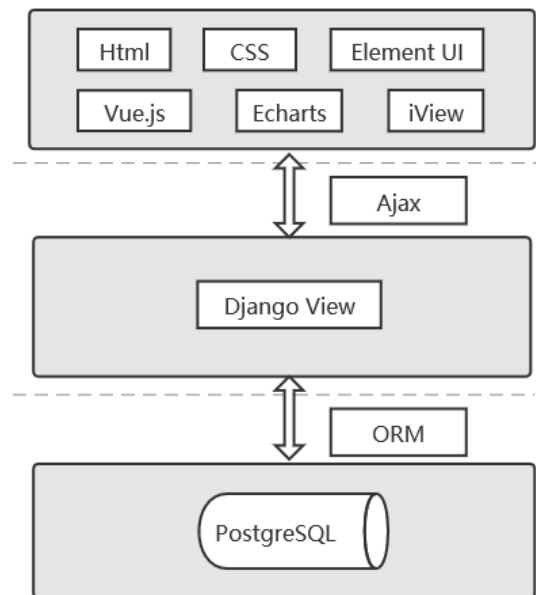 Html CSS Element UI
Vue.js Echarts iView
Ajax
Django View
ORM
PostgreSQL